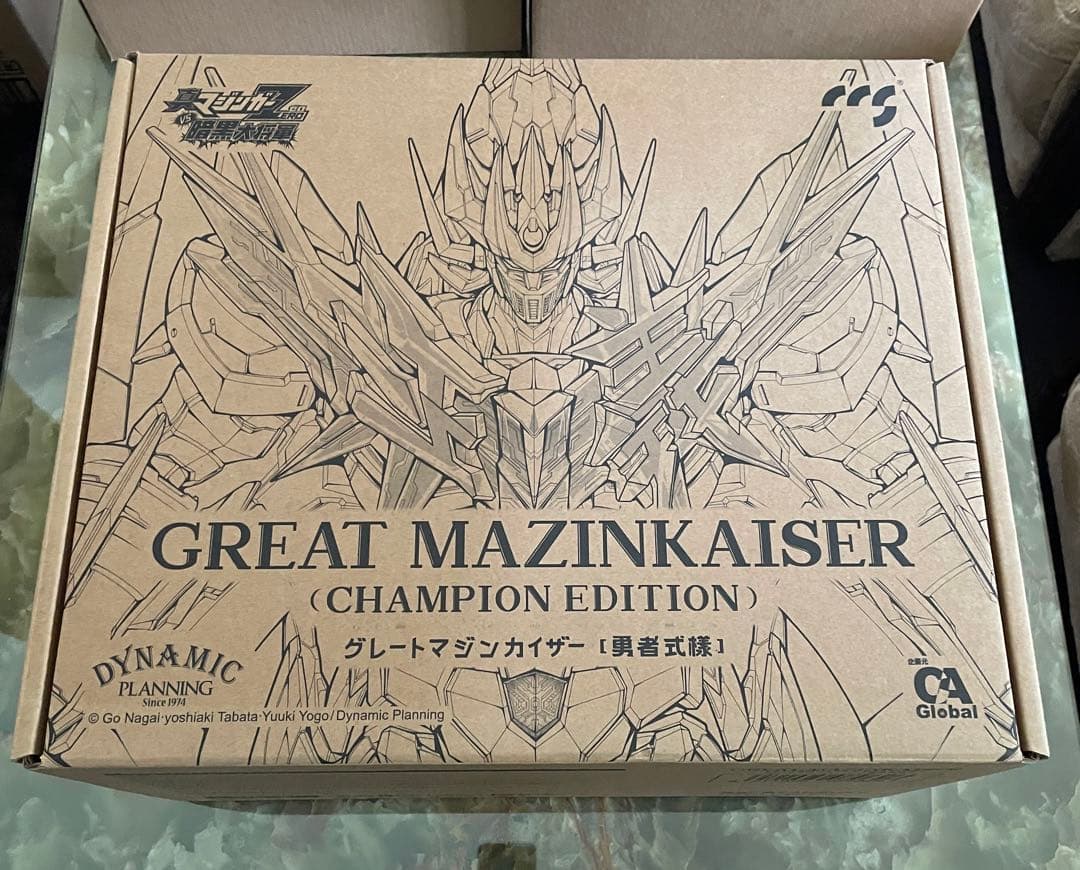 真マジンガーZERO
VS
暗黒大将軍
CCS
GREAT MAZINKAISER
(CHAMPION EDITION)
グレートマジンカイザー [勇者式樣]
DYNAMIC
PLANNING
Since 1974
© Go Nagai·yoshiaki Tabata·Yuuki Yogo/Dynamic Planning
企画元
CA
Global